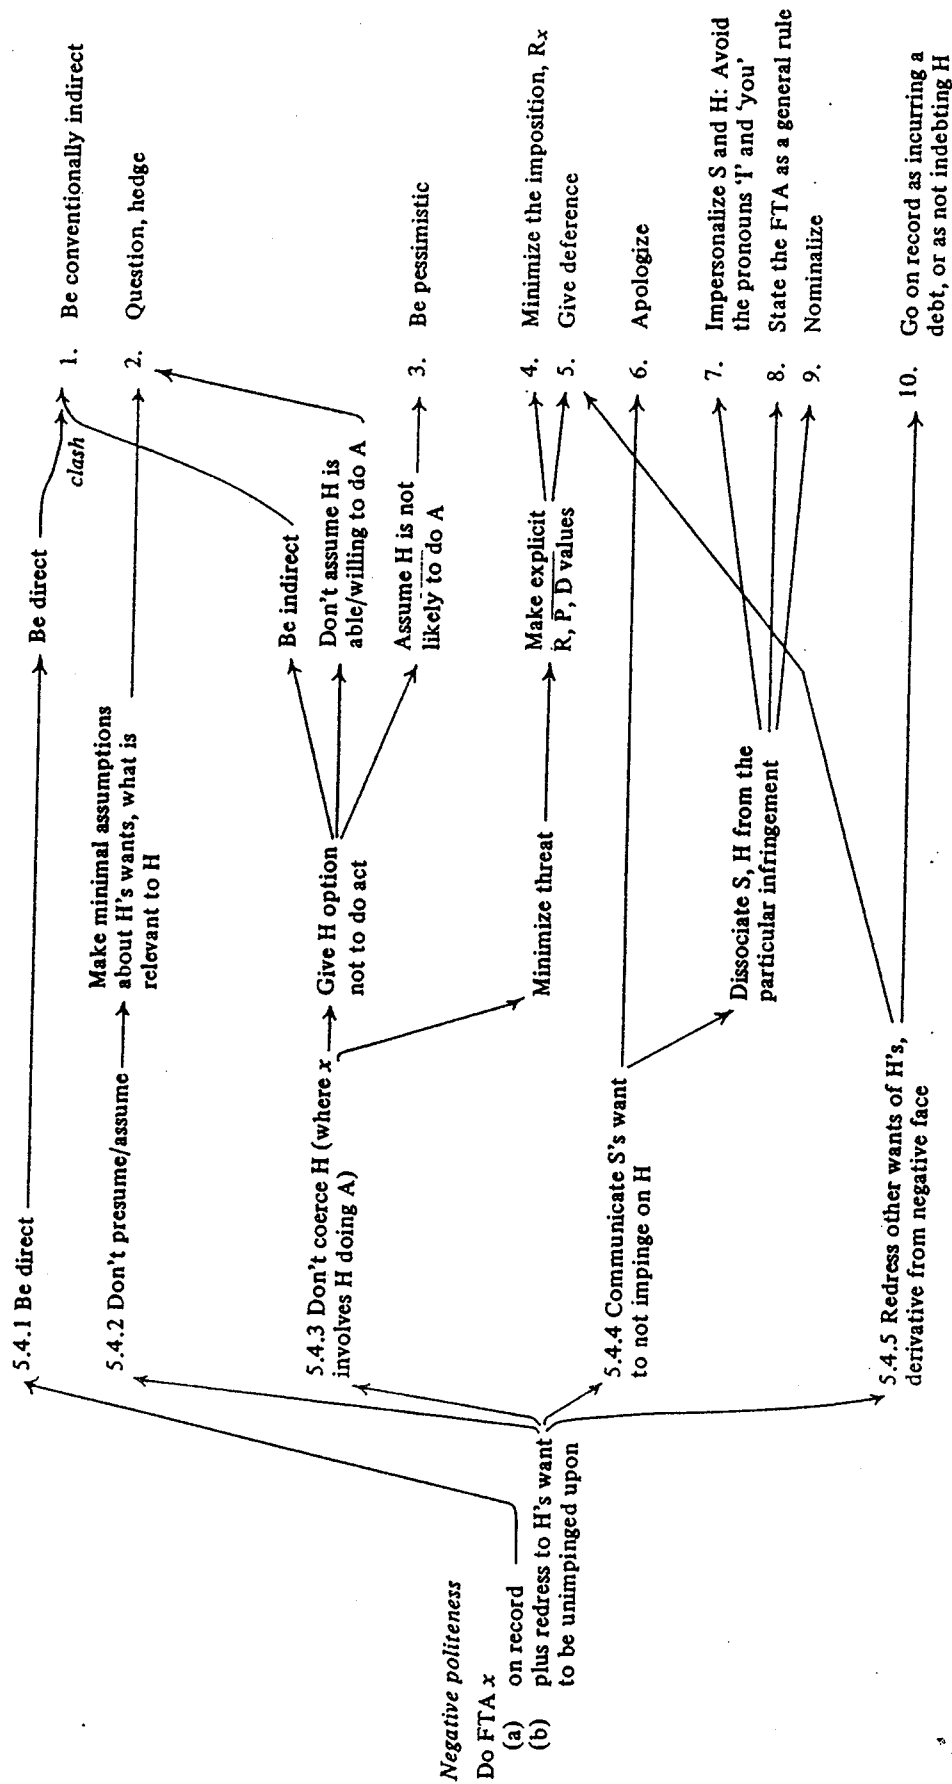 Negative politeness
Do FTA x
(a) on record
(b) plus redress to H's want
to be unimpinged upon
5.4.1 Be direct
5.4.2 Don't presume/assume
5.4.3 Don't coerce H (where x
involves H doing A)
5.4.4 Communicate S's want
to not impinge on H
5.4.5 Redress other wants of H's,
derivative from negative face
Make minimal assumptions
about H's wants, what is
relevant to H
Give H option
not to do act
Minimize threat
Dissociate S, H from the
particular infringement
Be direct
clash
Be indirect
Don't assume H is
able/willing to do A
Assume H is not
likely to do A
Make explicit
R, P, D values
1. Be conventionally indirect
2. Question, hedge
3. Be pessimistic
4. Minimize the imposition, Rx
5. Give deference
6. Apologize
7. Impersonalize S and H: Avoid
the pronouns 'I' and 'you'
8. State the FTA as a general rule
9. Nominalize
10. Go on record as incurring a
debt, or as not indebting H